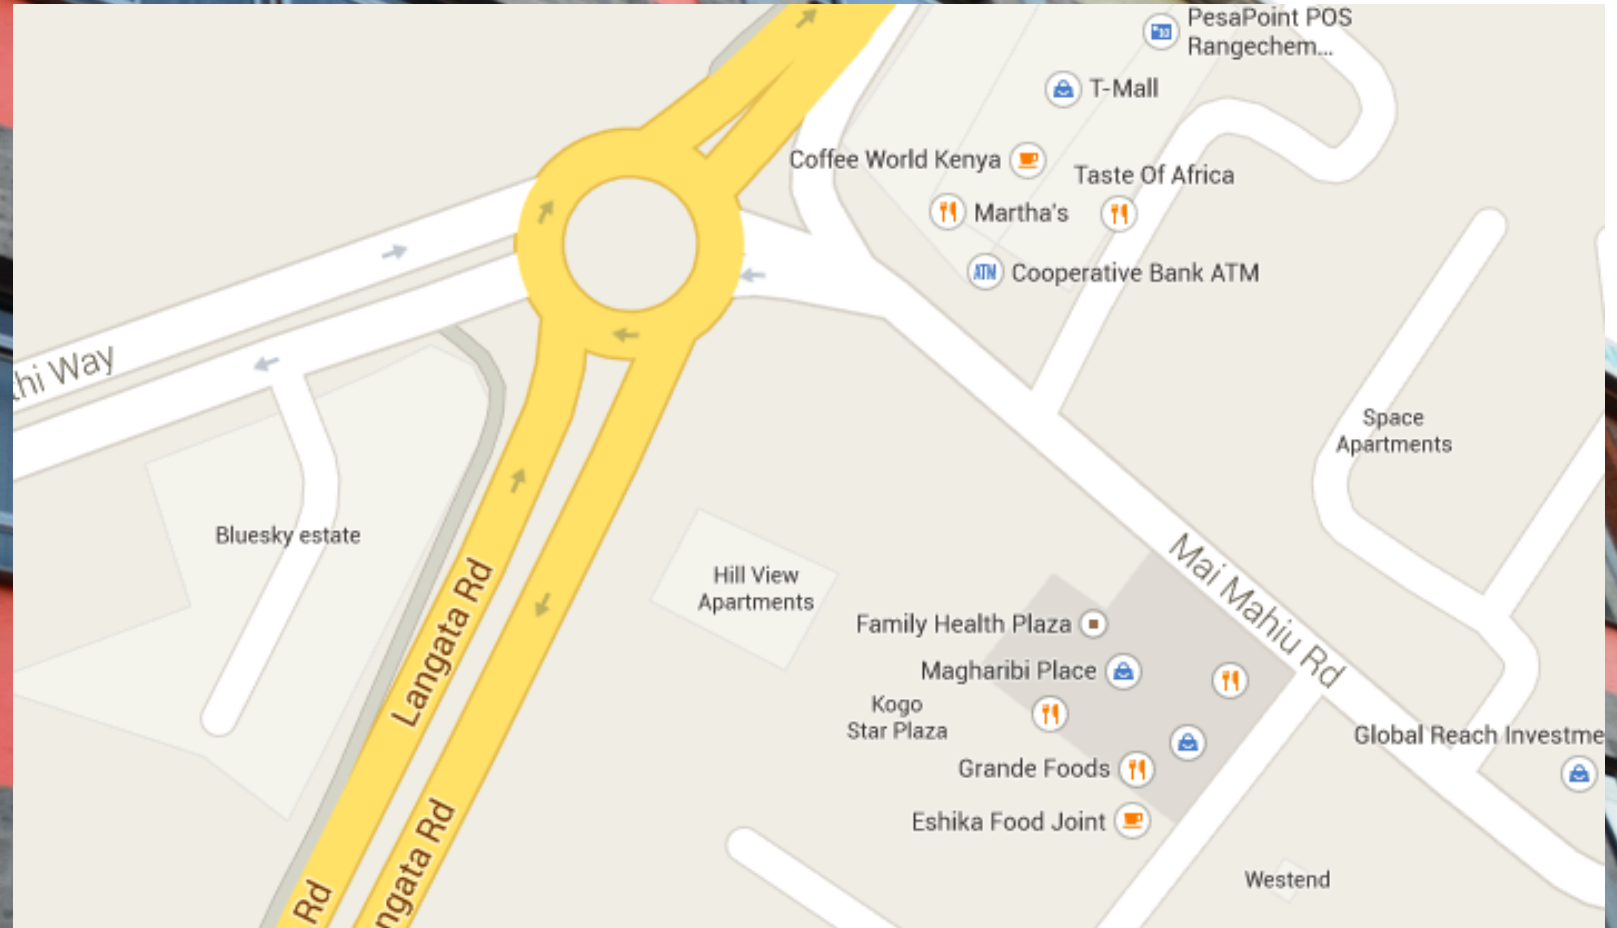 PesaPoint POS
Rangechem...
T-Mall
Coffee World Kenya
Taste Of Africa
Martha's
ATM
Cooperative Bank ATM
thi Way
Space
Apartments
Bluesky estate
Mai Mahiu Rd
Langata Rd
Hill View
Apartments
Family Health Plaza
Magharibi Place
Kogo
Star Plaza
Global Reach Investme
Grande Foods
Eshika Food Joint
ngata Rd
Rd
Westend